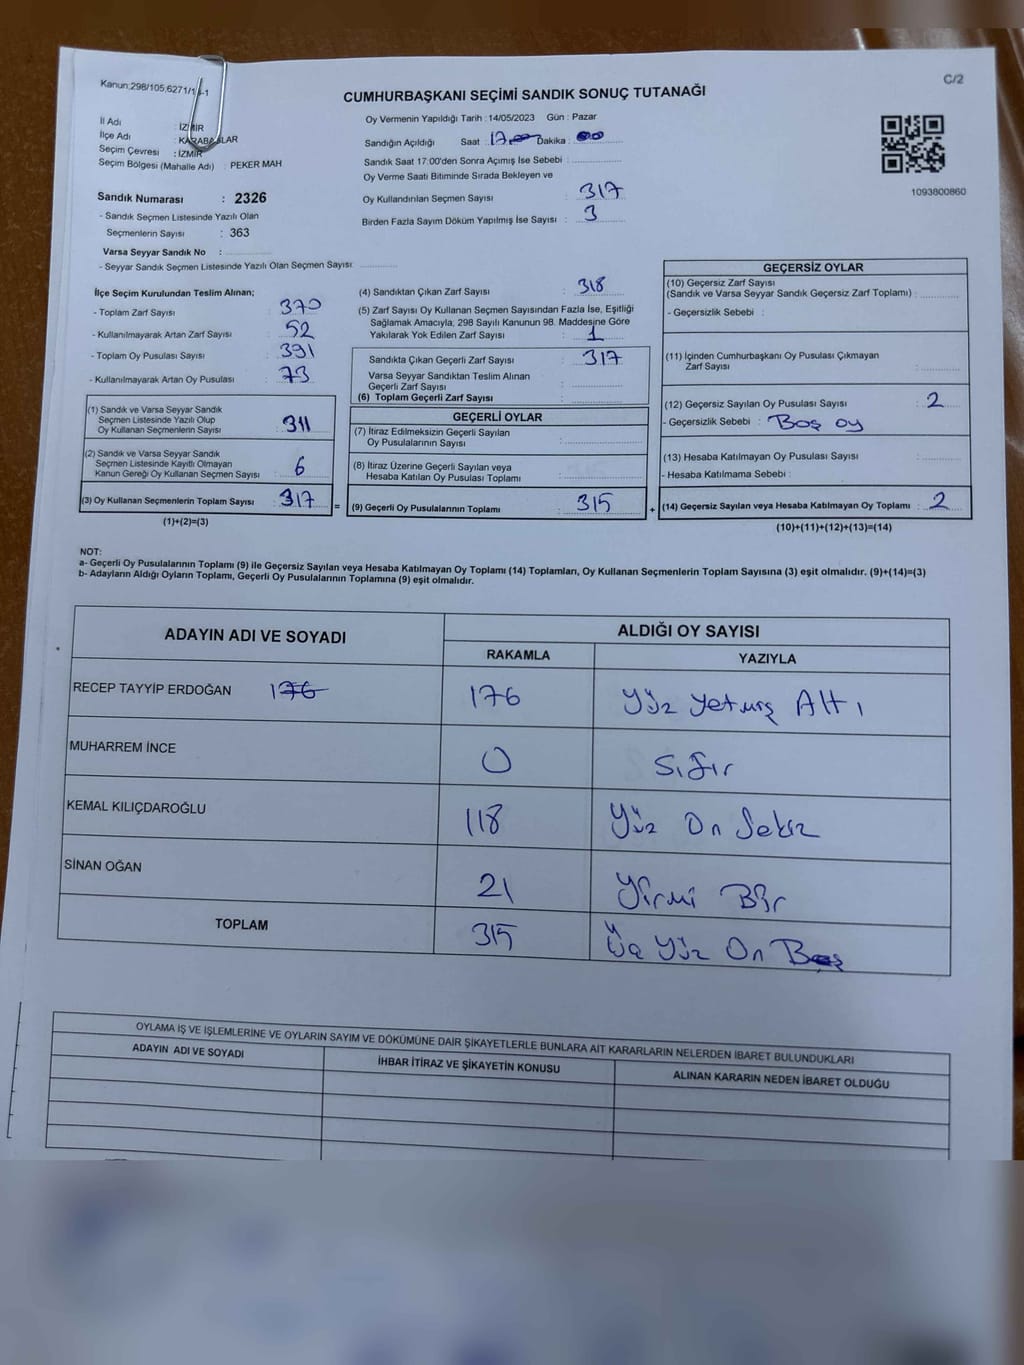 Kanun:298/105,6271/1 -1
C/2
CUMHURBAŞKANI SEÇİMİ SANDIK SONUÇ TUTANAĞI
İl Adı : İZMİR
İlçe Adı : KARABAĞLAR
Seçim Çevresi : İZMİR
Seçim Bölgesi (Mahalle Adı) : PEKER MAH
Sandık Numarası : 2326
- Sandık Seçmen Listesinde Yazılı Olan
Seçmenlerin Sayısı : 363
Varsa Seyyar Sandık No :
- Seyyar Sandık Seçmen Listesinde Yazılı Olan Seçmen Sayısı:
Oy Vermenin Yapıldığı Tarih : 14/05/2023 Gün : Pazar
Sandığın Açıldığı Saat : 17 Dakika : 00
Sandık Saat 17:00'den Sonra Açımış İse Sebebi :
Oy Verme Saati Bitiminde Sırada Bekleyen ve
Oy Kullandırılan Seçmen Sayısı : 317
Birden Fazla Sayım Döküm Yapılmış İse Sayısı : 3
1093800860
İlçe Seçim Kurulundan Teslim Alınan;
- Toplam Zarf Sayısı : 370
- Kullanılmayarak Artan Zarf Sayısı : 52
- Toplam Oy Pusulası Sayısı : 391
- Kullanılmayarak Artan Oy Pusulası : 73
(1) Sandık ve Varsa Seyyar Sandık
Seçmen Listesinde Yazılı Olup
Oy Kullanan Seçmenlerin Sayısı : 311
(2) Sandık ve Varsa Seyyar Sandık
Seçmen Listesinde Kayıtlı Olmayan
Kanun Gereği Oy Kullanan Seçmen Sayısı : 6
(3) Oy Kullanan Seçmenlerin Toplam Sayısı : 317
(1)+(2)=(3)
(4) Sandıktan Çıkan Zarf Sayısı : 318
(5) Zarf Sayısı Oy Kullanan Seçmen Sayısından Fazla İse, Eşitliği
Sağlamak Amacıyla, 298 Sayılı Kanunun 98. Maddesine Göre
Yakılarak Yok Edilen Zarf Sayısı : 1
Sandıkta Çıkan Geçerli Zarf Sayısı : 317
Varsa Seyyar Sandıktan Teslim Alınan
Geçerli Zarf Sayısı :
(6) Toplam Geçerli Zarf Sayısı :
GEÇERLİ OYLAR
(7) İtiraz Edilmeksizin Geçerli Sayılan
Oy Pusulalarının Sayısı :
(8) İtiraz Üzerine Geçerli Sayılan veya
Hesaba Katılan Oy Pusulası Toplamı :
= (9) Geçerli Oy Pusulalarının Toplamı : 315
GEÇERSİZ OYLAR
(10) Geçersiz Zarf Sayısı
(Sandık ve Varsa Seyyar Sandık Geçersiz Zarf Toplamı) :
- Geçersizlik Sebebi :
(11) İçinden Cumhurbaşkanı Oy Pusulası Çıkmayan
Zarf Sayısı :
(12) Geçersiz Sayılan Oy Pusulası Sayısı : 2
- Geçersizlik Sebebi : Boş oy
(13) Hesaba Katılmayan Oy Pusulası Sayısı :
- Hesaba Katılmama Sebebi :
+ (14) Geçersiz Sayılan veya Hesaba Katılmayan Oy Toplamı : 2
(10)+(11)+(12)+(13)=(14)
NOT:
a- Geçerli Oy Pusulalarının Toplamı (9) ile Geçersiz Sayılan veya Hesaba Katılmayan Oy Toplamı (14) Toplamları, Oy Kullanan Seçmenlerin Toplam Sayısına (3) eşit olmalıdır. (9)+(14)=(3)
b- Adayların Aldığı Oyların Toplamı, Geçerli Oy Pusulalarının Toplamına (9) eşit olmalıdır.
ADAYIN ADI VE SOYADI ALDIĞI OY SAYISI
RAKAMLA YAZIYLA
RECEP TAYYİP ERDOĞAN 176 176 Yüz Yetmiş Altı
MUHARREM İNCE 0 Sıfır
KEMAL KILIÇDAROĞLU 118 Yüz On Sekiz
SİNAN OĞAN 21 Yirmi Bir
TOPLAM 315 Üç Yüz On Beş
OYLAMA İŞ VE İŞLEMLERİNE VE OYLARIN SAYIM VE DÖKÜMÜNE DAİR ŞİKAYETLERLE BUNLARA AİT KARARLARIN NELERDEN İBARET BULUNDUKLARI
ADAYIN ADI VE SOYADI İHBAR İTİRAZ VE ŞİKAYETİN KONUSU ALINAN KARARIN NEDEN İBARET OLDUĞU